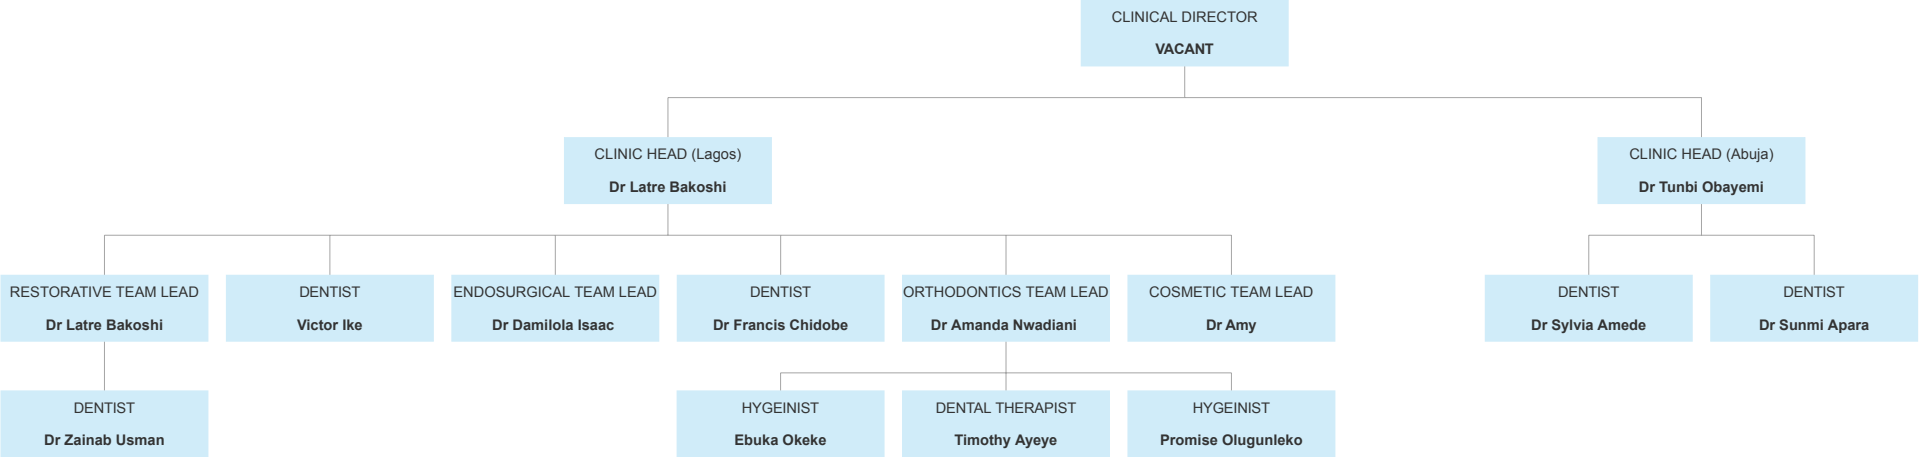 CLINICAL DIRECTOR
VACANT
CLINIC HEAD (Lagos)
Dr Latre Bakoshi
CLINIC HEAD (Abuja)
Dr Tunbi Obayemi
RESTORATIVE TEAM LEAD
Dr Latre Bakoshi
DENTIST
Victor Ike
ENDOSURGICAL TEAM LEAD
Dr Damilola Isaac
DENTIST
Dr Francis Chidobe
ORTHODONTICS TEAM LEAD
Dr Amanda Nwadiani
COSMETIC TEAM LEAD
Dr Amy
DENTIST
Dr Sylvia Amede
DENTIST
Dr Sunmi Apara
DENTIST
Dr Zainab Usman
HYGEINIST
Ebuka Okeke
DENTAL THERAPIST
Timothy Ayeye
HYGEINIST
Promise Olugunleko